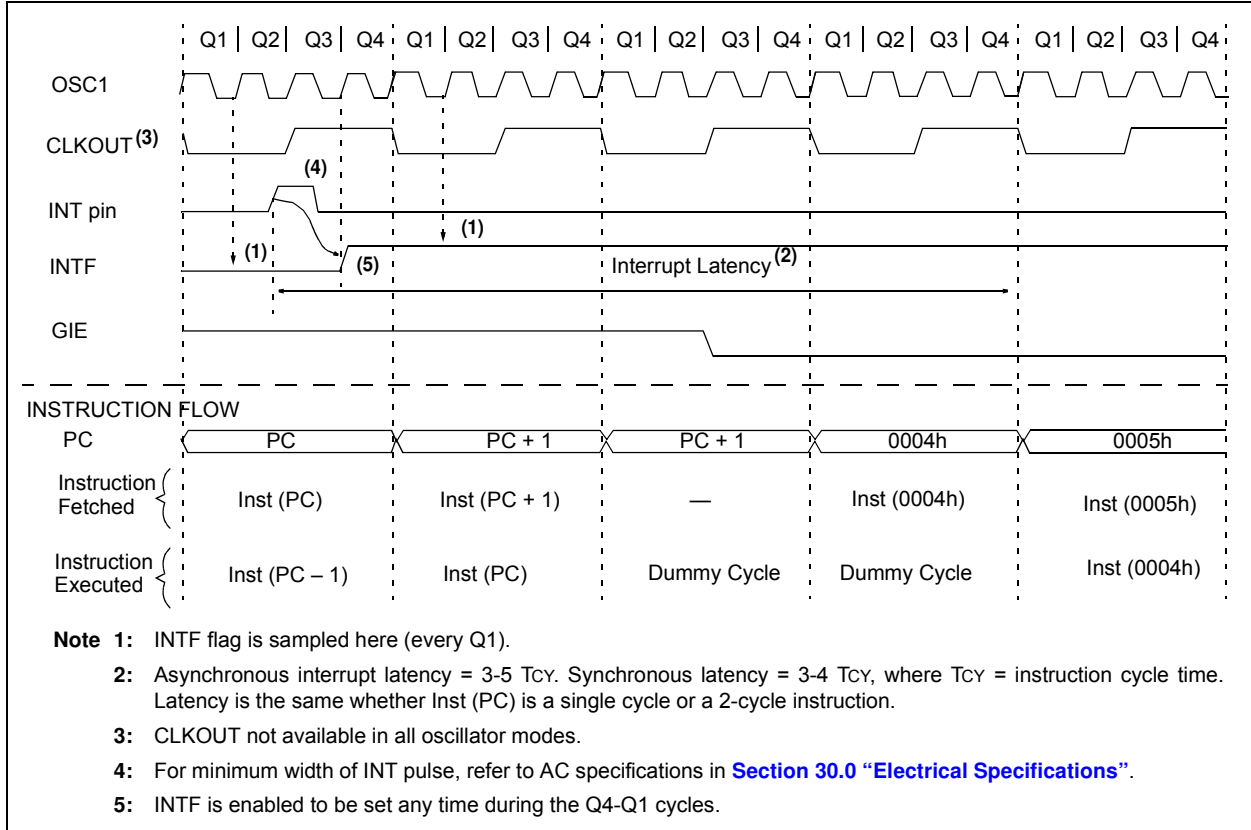 Q1 | Q2 | Q3 | Q4 Q1 | Q2 | Q3 | Q4 Q1 | Q2 | Q3 | Q4 Q1 | Q2 | Q3 | Q4 Q1 | Q2 | Q3 | Q4
OSC1
CLKOUT (3)
(4)
INT pin
(1)
(1)
INTF
(5)
Interrupt Latency (2)
GIE
INSTRUCTION FLOW
PC PC PC + 1 PC + 1 0004h 0005h
Instruction
Fetched
Inst (PC) Inst (PC + 1) — Inst (0004h) Inst (0005h)
Instruction
Executed
Inst (PC – 1) Inst (PC) Dummy Cycle Dummy Cycle Inst (0004h)
Note 1: INTF flag is sampled here (every Q1).
2: Asynchronous interrupt latency = 3-5 TCY. Synchronous latency = 3-4 TCY, where TCY = instruction cycle time.
Latency is the same whether Inst (PC) is a single cycle or a 2-cycle instruction.
3: CLKOUT not available in all oscillator modes.
4: For minimum width of INT pulse, refer to AC specifications in Section 30.0 “Electrical Specifications”.
5: INTF is enabled to be set any time during the Q4-Q1 cycles.